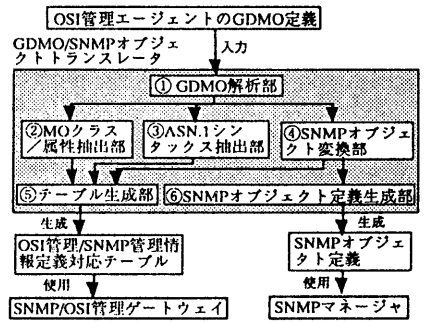 OSI管理エージェントのGDMO定義
GDMO/SNMPオブジェ
クトトランスレータ
入力
① GDMO解析部
②MOクラス
／属性抽出部
③ASN.1シン
タックス抽出部
④SNMPオブジェ
クト変換部
⑤テーブル生成部
⑥SNMPオブジェクト定義生成部
生成
生成
OSI管理/SNMP管理情
報定義対応テーブル
SNMPオブジェ
クト定義
使用
使用
SNMP/OSI管理ゲートウェイ
SNMPマネージャ